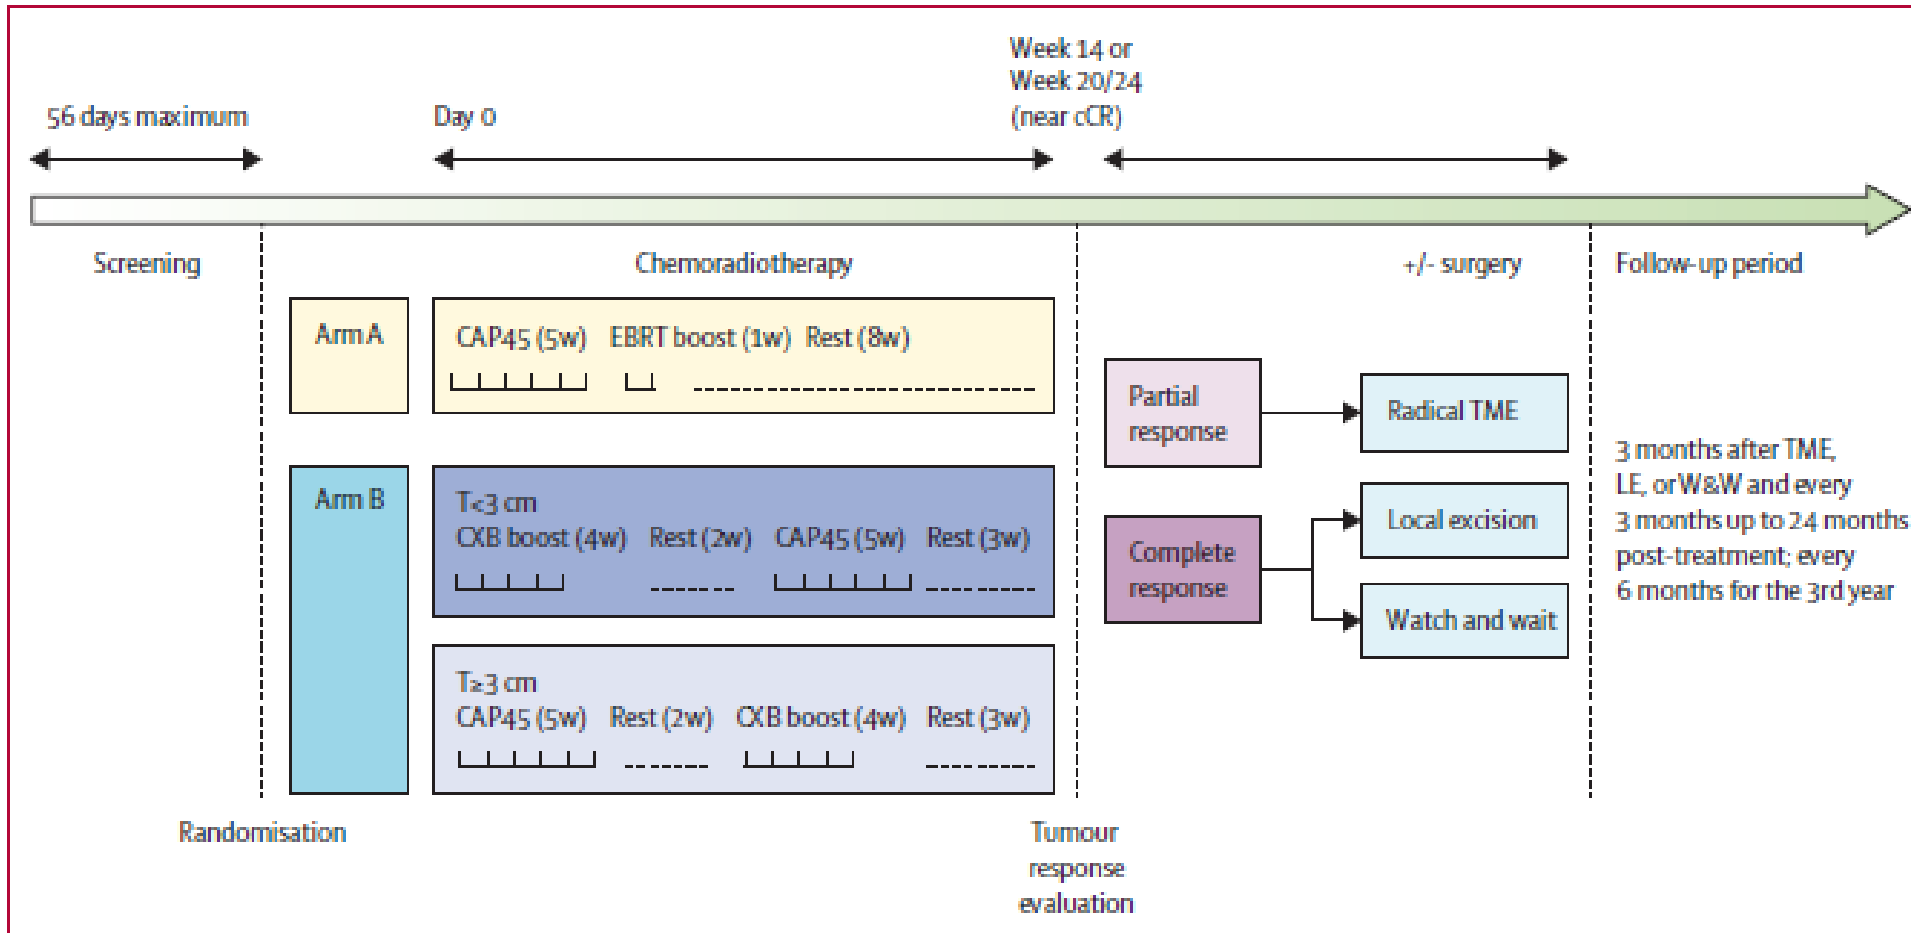 Week 14 or
Week 20/24
(near cCR)
56 days maximum
Day 0
Screening
Chemoradiotherapy
+/- surgery
Follow-up period
Arm A
CAP45 (5w) EBRT boost (1w) Rest (8w)
Arm B
T<3 cm
CXB boost (4w) Rest (2w) CAP45 (5w) Rest (3w)
T≥3 cm
CAP45 (5w) Rest (2w) CXB boost (4w) Rest (3w)
Partial
response
Radical TME
Complete
response
Local excision
Watch and wait
3 months after TME,
LE, or W&W and every
3 months up to 24 months
post-treatment; every
6 months for the 3rd year
Randomisation
Tumour
response
evaluation